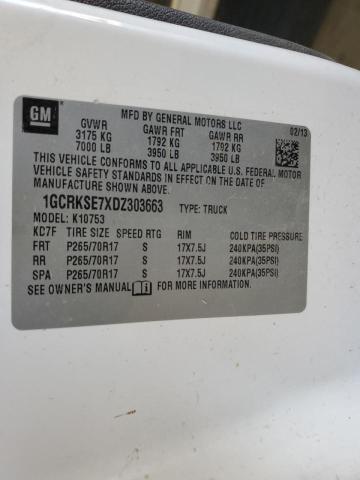 GM
MFD BY GENERAL MOTORS LLC
02/13
GVWR GAWR FRT GAWR RR
3175 KG 1792 KG 1792 KG
7000 LB 3950 LB 3950 LB
THIS VEHICLE CONFORMS TO ALL APPLICABLE U.S. FEDERAL MOTOR
VEHICLE SAFETY STANDARDS IN EFFECT ON THE DATE OF
MANUFACTURE SHOWN ABOVE.
1GCRKSE7XDZ303663 TYPE: TRUCK
MODEL: K10753
KC7F TIRE SIZE SPEED RTG RIM COLD TIRE PRESSURE
FRT P265/70R17 S 17X7.5J 240KPA(35PSI)
RR P265/70R17 S 17X7.5J 240KPA(35PSI)
SPA P265/70R17 S 17X7.5J 240KPA(35PSI)
SEE OWNER'S MANUAL i FOR MORE INFORMATION.